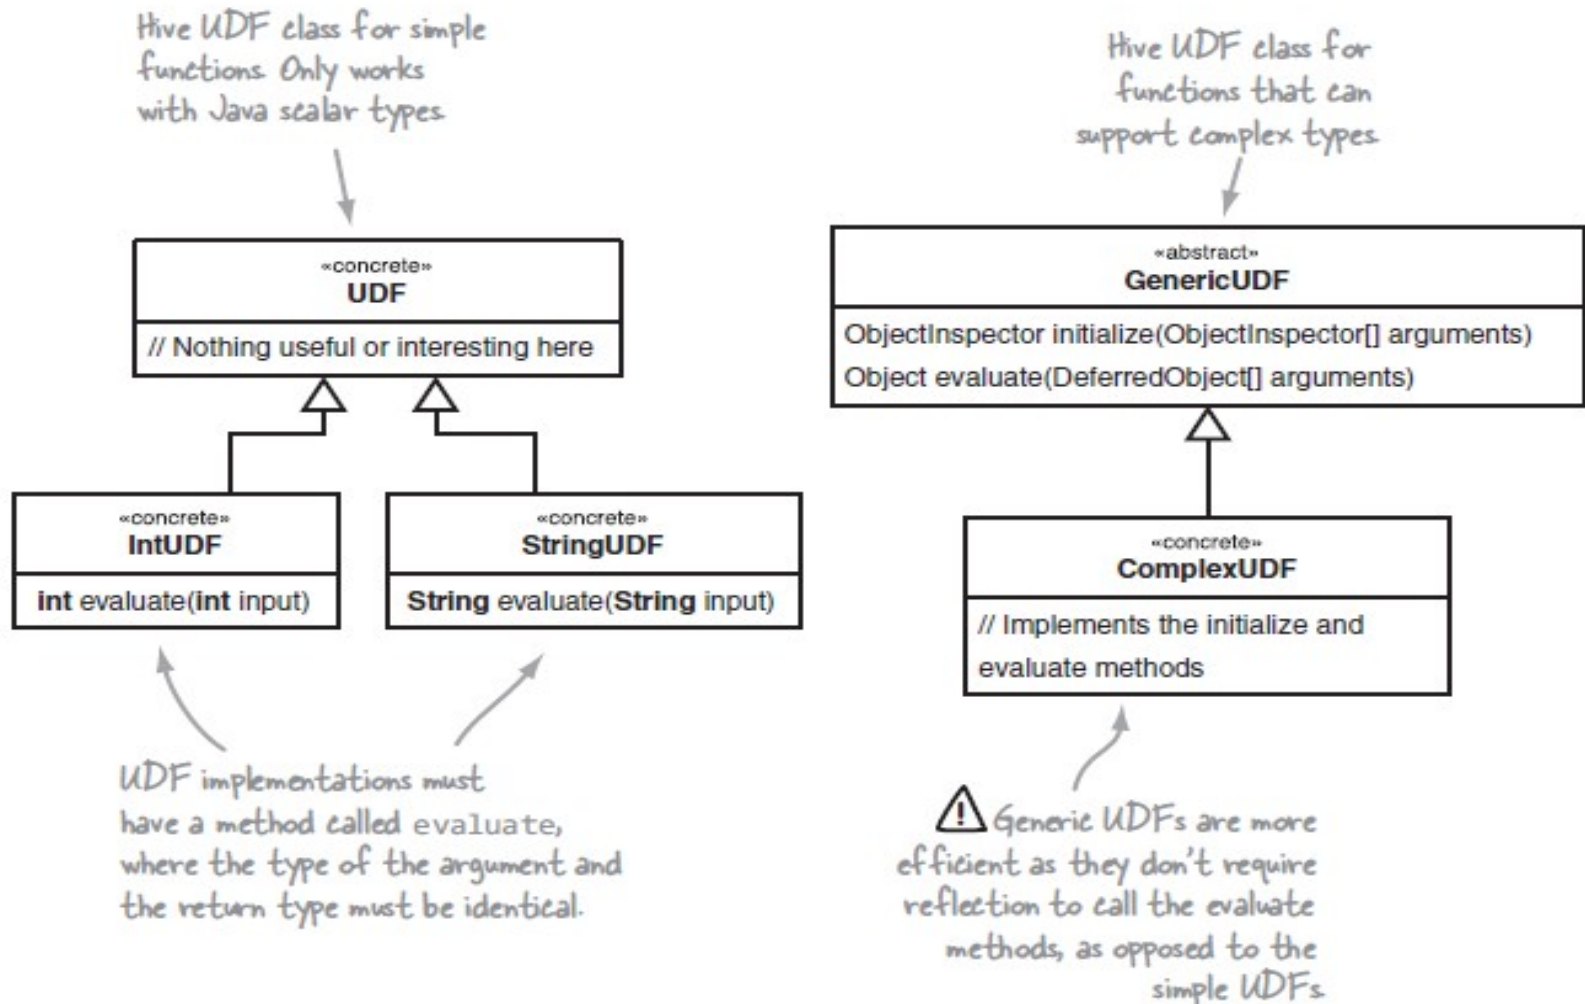 Hive UDF class for simple
functions. Only works
with Java scalar types.
Hive UDF class for
functions that can
support complex types.
«concrete»
UDF
// Nothing useful or interesting here
«abstract»
GenericUDF
ObjectInspector initialize(ObjectInspector[] arguments)
Object evaluate(DeferredObject[] arguments)
«concrete»
IntUDF
int evaluate(int input)
«concrete»
StringUDF
String evaluate(String input)
«concrete»
ComplexUDF
// Implements the initialize and
evaluate methods
UDF implementations must
have a method called evaluate,
where the type of the argument and
the return type must be identical.
! Generic UDFs are more
efficient as they don't require
reflection to call the evaluate
methods, as opposed to the
simple UDFs.